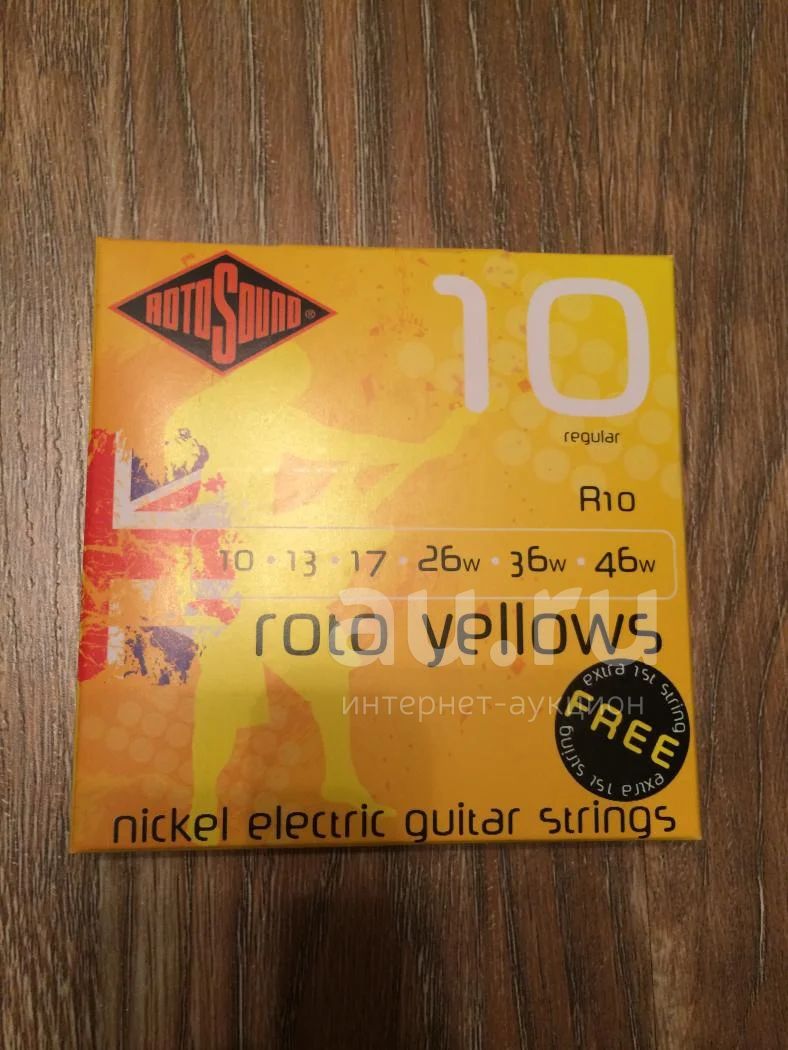 ROTOSOUND®
10
regular
R10
10 • 13 • 17 • 26w • 36w • 46w
roto yellows
au.ru
интернет-аукцион
extra 1st string
FREE
extra 1st string
nickel electric guitar strings